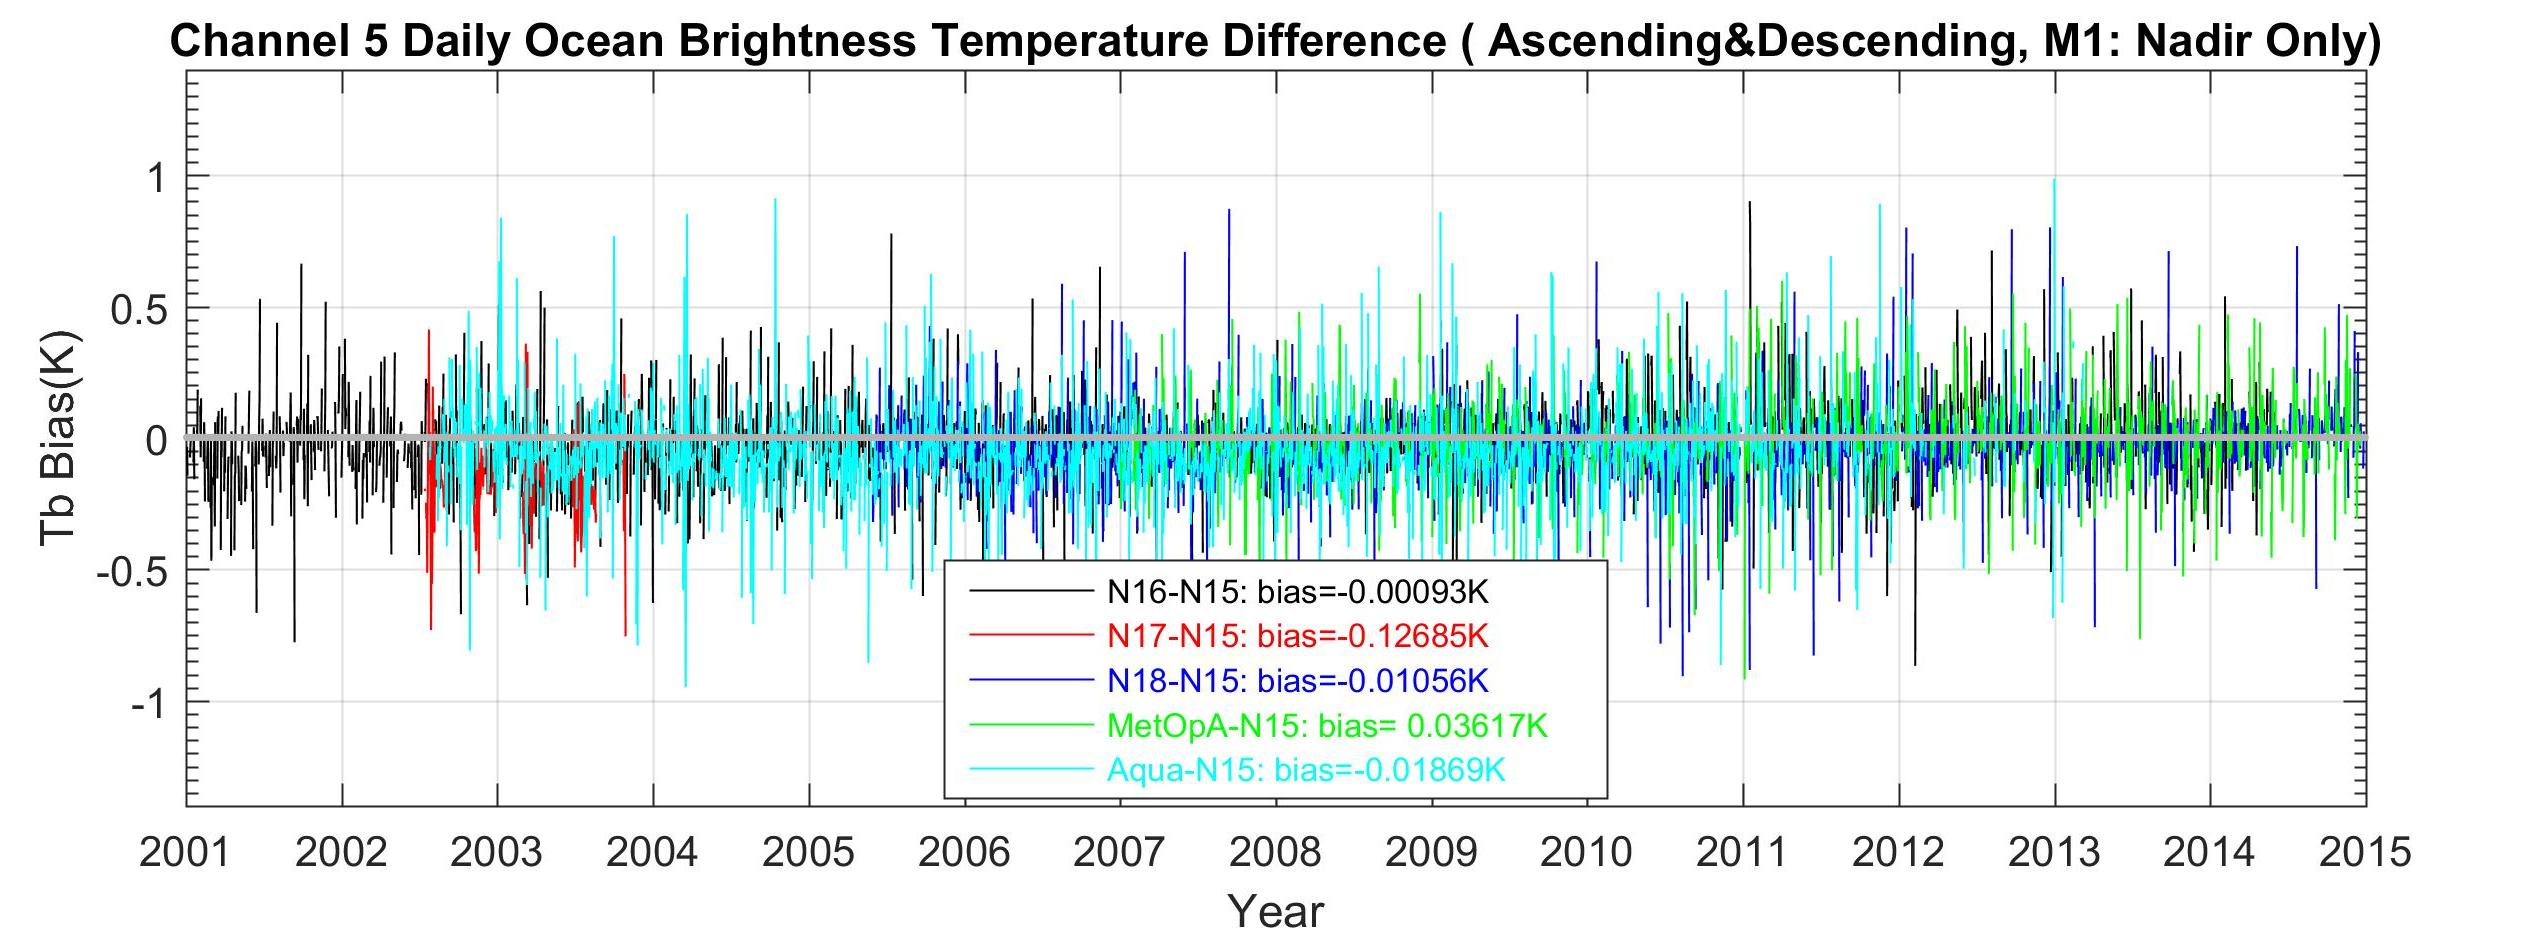 Channel 5 Daily Ocean Brightness Temperature Difference ( Ascending&Descending, M1: Nadir Only)
Tb Bias(K)
1
0.5
0
-0.5
-1
N16-N15: bias=-0.00093K
N17-N15: bias=-0.12685K
N18-N15: bias=-0.01056K
MetOpA-N15: bias= 0.03617K
Aqua-N15: bias=-0.01869K
2001 2002 2003 2004 2005 2006 2007 2008 2009 2010 2011 2012 2013 2014 2015
Year